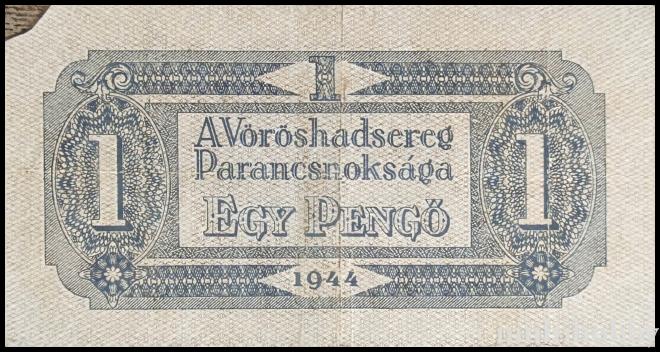 1
A Vöröshadsereg
Parancsnoksága
1 EGY PENGŐ 1
1944